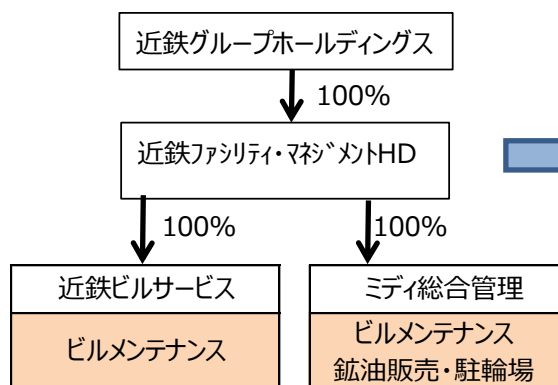 近鉄グループホールディングス
100%
近鉄ファシリティ・マネジメントHD
100%
100%
近鉄ビルサービス
ミディ総合管理
ビルメンテナンス
ビルメンテナンス
鉱油販売・駐輪場